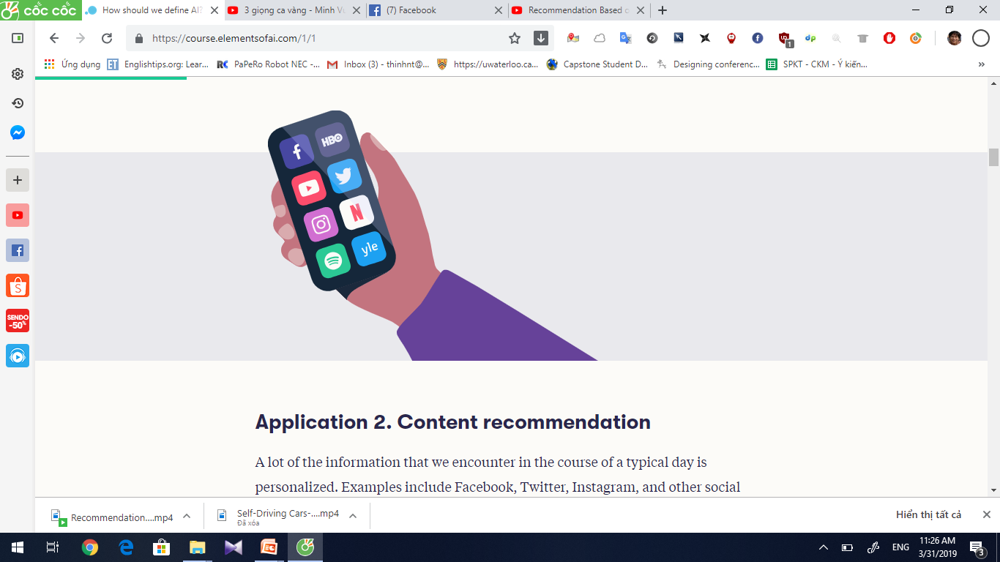 cốc cốc
How should we define AI?
3 giọng ca vàng - Minh V
(7) Facebook
Recommendation Based o
https://course.elementsofai.com/1/1
1
Ứng dụng
ET
Englishtips.org: Lear...
RC
PaPeRo Robot NEC -...
Inbox (3) - thinhnt@...
https://uwaterloo.ca...
Capstone Student D...
Designing conferenc...
SPKT - CKM - Ý kiến...
»
f
HBO
N
yle
S
SENDO
-50%
Application 2. Content recommendation
A lot of the information that we encounter in the course of a typical day is
personalized. Examples include Facebook, Twitter, Instagram, and other social
Recommendation....mp4
Self-Driving Cars-....mp4
Đã xóa
Hiển thị tất cả
ENG
11:26 AM
3/31/2019
3